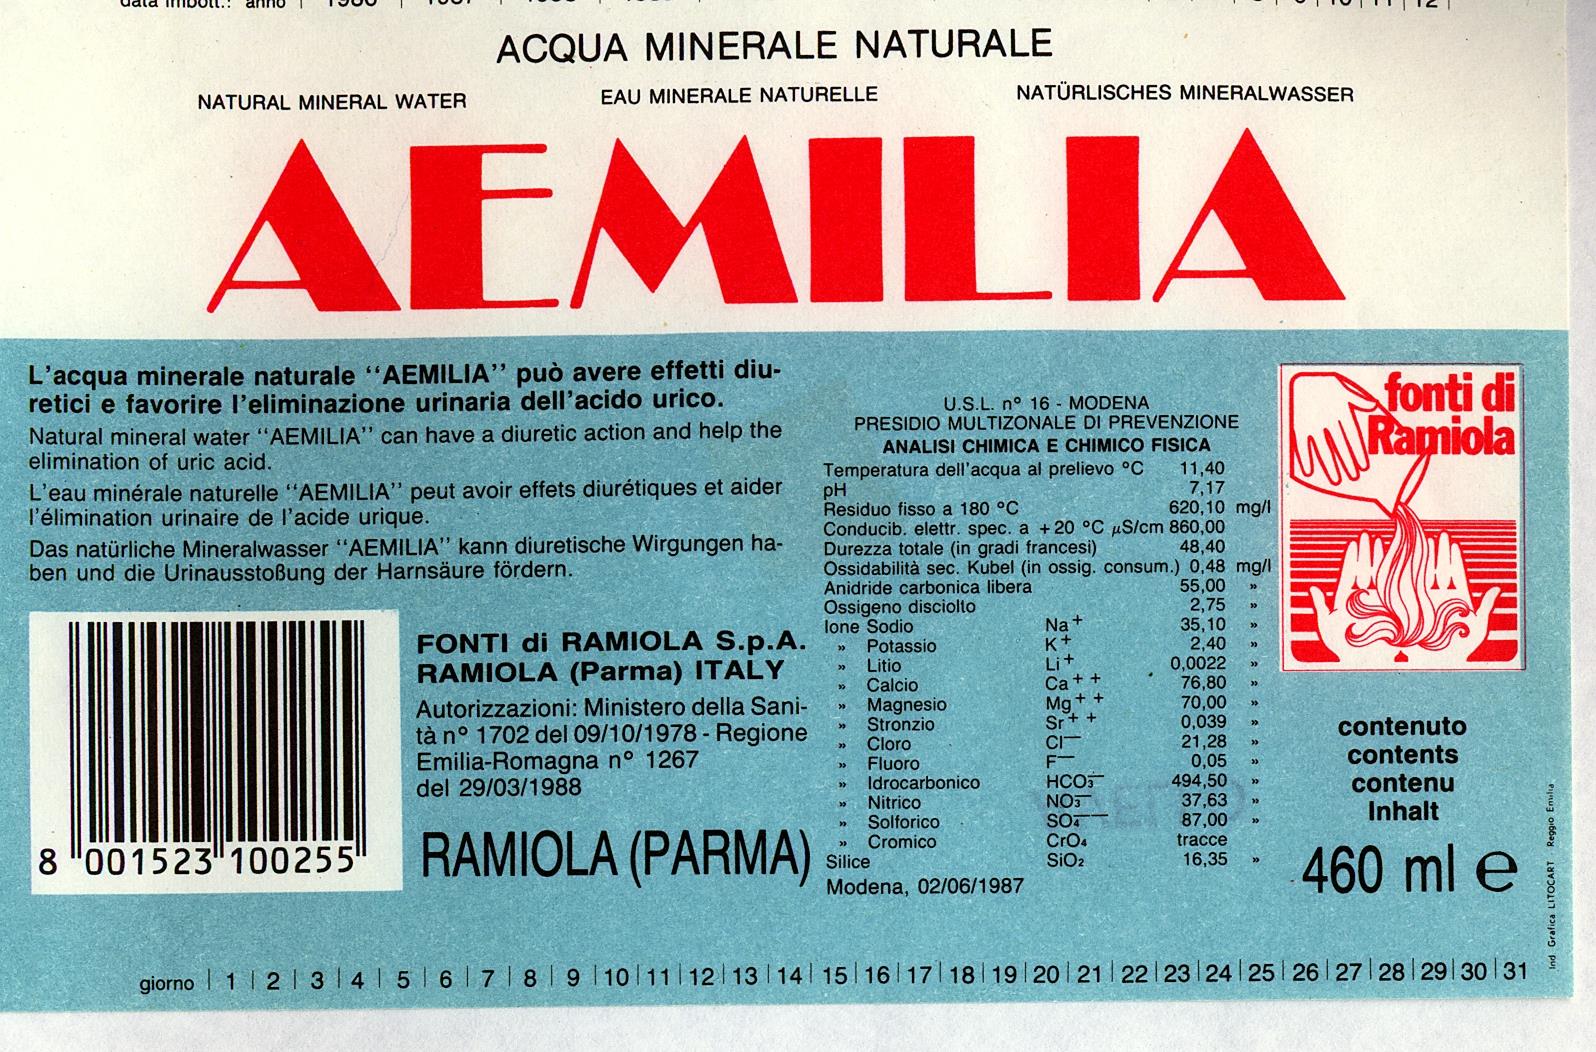 data imbott.: anno | 1986 | 1987 | 9 | 10 | 11 | 12 |
ACQUA MINERALE NATURALE
NATURAL MINERAL WATER EAU MINERALE NATURELLE NATÜRLISCHES MINERALWASSER
AEMILIA
L'acqua minerale naturale "AEMILIA" può avere effetti diu-
retici e favorire l'eliminazione urinaria dell'acido urico.
Natural mineral water "AEMILIA" can have a diuretic action and help the
elimination of uric acid.
L'eau minérale naturelle "AEMILIA" peut avoir effets diurétiques et aider
l'élimination urinaire de l'acide urique.
Das natürliche Mineralwasser "AEMILIA" kann diuretische Wirgungen ha-
ben und die Urinausstoßung der Harnsäure fördern.
8 001523 100255
FONTI di RAMIOLA S.p.A.
RAMIOLA (Parma) ITALY
Autorizzazioni: Ministero della Sani-
tà n° 1702 del 09/10/1978 - Regione
Emilia-Romagna n° 1267
del 29/03/1988
RAMIOLA (PARMA)
U.S.L. n° 16 - MODENA
PRESIDIO MULTIZONALE DI PREVENZIONE
ANALISI CHIMICA E CHIMICO FISICA
Temperatura dell'acqua al prelievo °C 11,40
pH 7,17
Residuo fisso a 180 °C 620,10 mg/l
Conducib. elettr. spec. a +20 °C µS/cm 860,00
Durezza totale (in gradi francesi) 48,40
Ossidabilità sec. Kubel (in ossig. consum.) 0,48 mg/l
Anidride carbonica libera 55,00 »
Ossigeno disciolto 2,75 »
Ione Sodio Na+ 35,10 »
» Potassio K+ 2,40 »
» Litio Li+ 0,0022 »
» Calcio Ca++ 76,80 »
» Magnesio Mg++ 70,00 »
» Stronzio Sr++ 0,039 »
» Cloro Cl— 21,28 »
» Fluoro F— 0,05 »
» Idrocarbonico HCO3— 494,50 »
» Nitrico NO3— 37,63 »
» Solforico SO4—— 87,00 »
» Cromico CrO4 tracce
Silice SiO2 16,35 »
Modena, 02/06/1987
fonti di
Ramiola
contenuto
contents
contenu
Inhalt
460 ml e
Ind. Grafica LITOCART Reggio Emilia
giorno | 1 | 2 | 3 | 4 | 5 | 6 | 7 | 8 | 9 | 10 | 11 | 12 | 13 | 14 | 15 | 16 | 17 | 18 | 19 | 20 | 21 | 22 | 23 | 24 | 25 | 26 | 27 | 28 | 29 | 30 | 31